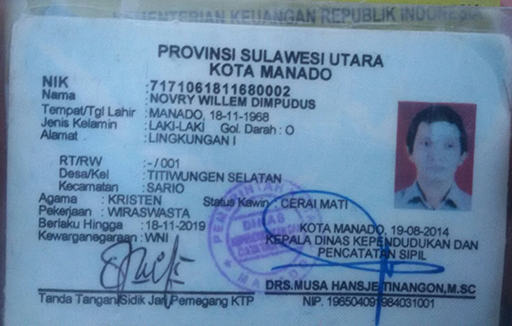 KEMENTERIAN KEUANGAN REPUBLIK INDONESIA
PROVINSI SULAWESI UTARA
KOTA MANADO
NIK : 7171061811680002
Nama : NOVRY WILLEM DIMPUDUS
Tempat/Tgl Lahir : MANADO, 18-11-1968
Jenis Kelamin : LAKI-LAKI Gol. Darah : O
Alamat : LINGKUNGAN I
RT/RW : - / 001
Desa/Kel : TITIWUNGEN SELATAN
Kecamatan : SARIO
Agama : KRISTEN Status Kawin : CERAI MATI
Pekerjaan : WIRASWASTA
Berlaku Hingga : 18-11-2019
Kewarganegaraan : WNI
KOTA MANADO, 19-08-2014
KEPALA DINAS KEPENDUDUKAN DAN
PENCATATAN SIPIL
DINAS
MANADO
DRS.MUSA HANSJE TINANGON,M.SC
NIP. 196504091984031001
Tanda Tangan/Sidik Jari Pemegang KTP